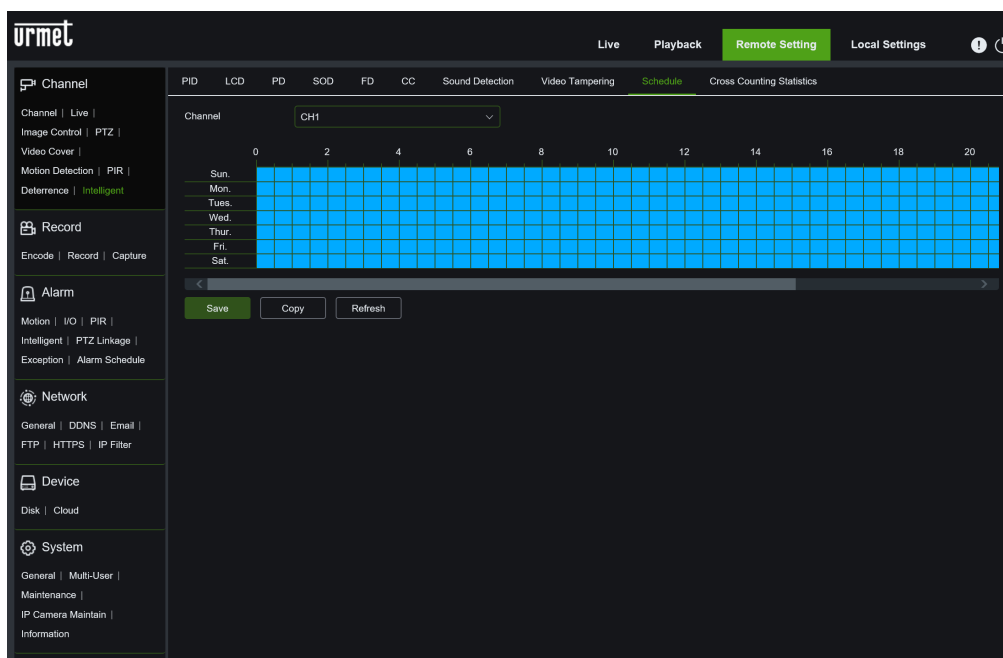 urmet
Live Playback Remote Setting Local Settings
Channel
Channel | Live |
Image Control | PTZ |
Video Cover |
Motion Detection | PIR |
Deterrence | Intelligent
Record
Encode | Record | Capture
Alarm
Motion | I/O | PIR |
Intelligent | PTZ Linkage |
Exception | Alarm Schedule
Network
General | DDNS | Email |
FTP | HTTPS | IP Filter
Device
Disk | Cloud
System
General | Multi-User |
Maintenance |
IP Camera Maintain |
Information
PID LCD PD SOD FD CC Sound Detection Video Tampering Schedule Cross Counting Statistics
Channel CH1
0 2 4 6 8 10 12 14 16 18 20
Sun.
Mon.
Tues.
Wed.
Thur.
Fri.
Sat.
Save Copy Refresh